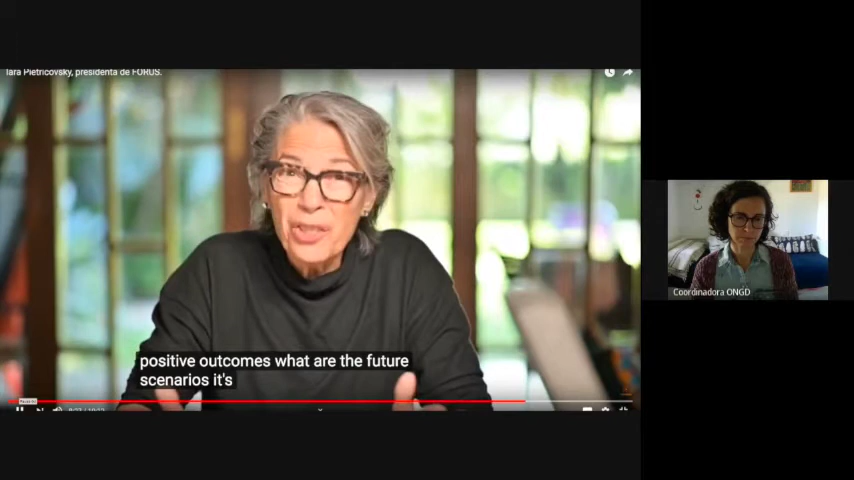 Iara Pietricovsky, presidenta de FORUS.
positive outcomes what are the future
scenarios it's
Coordinadora ONGD